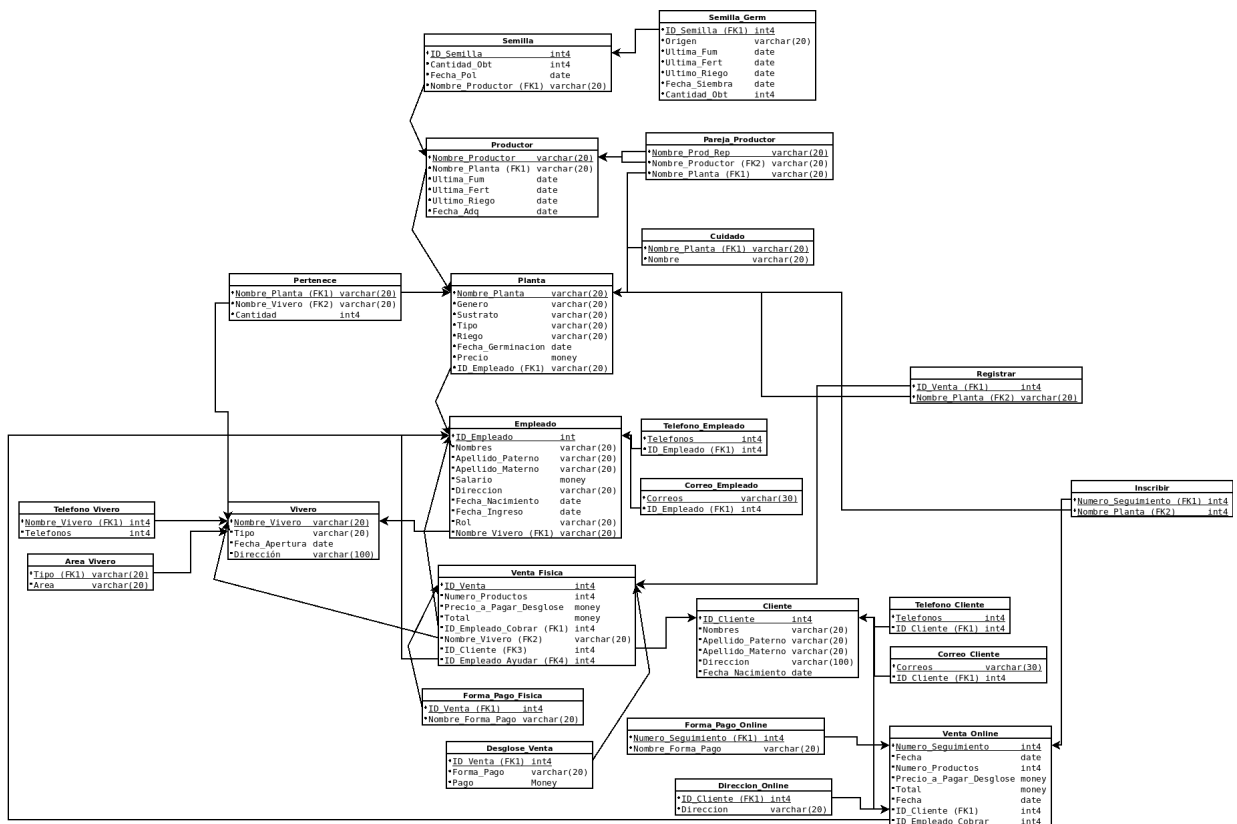 Semilla_Germ
ID_Semilla (FK1) int4
Origen varchar(20)
Ultima_Fum date
Ultima_Fert date
Ultimo_Riego date
Fecha_Siembra date
Cantidad_Obt int4
Semilla
ID_Semilla int4
Cantidad_Obt int4
Fecha_Pol date
Nombre_Productor (FK1) varchar(20)
Productor
Nombre_Productor varchar(20)
Nombre_Planta (FK1) varchar(20)
Ultima_Fum date
Ultima_Fert date
Ultimo_Riego date
Fecha_Adq date
Pareja_Productor
Nombre_Prod_Rep varchar(20)
Nombre_Productor (FK2) varchar(20)
Nombre_Planta (FK1) varchar(20)
Cuidado
Nombre_Planta (FK1) varchar(20)
Nombre varchar(20)
Pertenece
Nombre_Planta (FK1) varchar(20)
Nombre_Vivero (FK2) varchar(20)
Cantidad int4
Planta
Nombre_Planta varchar(20)
Genero varchar(20)
Sustrato varchar(20)
Tipo varchar(20)
Riego varchar(20)
Fecha_Germinacion date
Precio money
ID_Empleado (FK1) varchar(20)
Registrar
ID_Venta (FK1) int4
Nombre_Planta (FK2) varchar(20)
Empleado
ID_Empleado int
Nombres varchar(20)
Apellido_Paterno varchar(20)
Apellido_Materno varchar(20)
Salario money
Direccion varchar(20)
Fecha_Nacimiento date
Fecha_Ingreso date
Rol varchar(20)
Nombre_Vivero (FK1) varchar(20)
Telefono_Empleado
Telefonos int4
ID_Empleado (FK1) int4
Correo_Empleado
Correos varchar(30)
ID_Empleado (FK1) int4
Inscribir
Numero_Seguimiento (FK1) int4
Nombre_Planta (FK2) int4
Telefono_Vivero
Nombre_Vivero (FK1) int4
Telefonos int4
Vivero
Nombre_Vivero varchar(20)
Tipo varchar(20)
Fecha_Apertura date
Dirección varchar(100)
Area_Vivero
Tipo (FK1) varchar(20)
Area varchar(20)
Venta_Fisica
ID_Venta int4
Numero_Productos int4
Precio_a_Pagar_Desglose money
Total money
ID_Empleado_Cobrar (FK1) int4
Nombre_Vivero (FK2) varchar(20)
ID_Cliente (FK3) int4
ID_Empleado_Ayudar (FK4) int4
Cliente
ID_Cliente int4
Nombres varchar(20)
Apellido_Paterno varchar(20)
Apellido_Materno varchar(20)
Direccion varchar(100)
Fecha_Nacimiento date
Telefono_Cliente
Telefonos int4
ID_Cliente (FK1) int4
Correo_Cliente
Correos varchar(30)
ID_Cliente (FK1) int4
Forma_Pago_Fisica
ID_Venta (FK1) int4
Nombre_Forma_Pago varchar(20)
Forma_Pago_Online
Numero_Seguimiento (FK1) int4
Nombre_Forma_Pago varchar(20)
Desglose_Venta
ID_Venta (FK1) int4
Forma_Pago varchar(20)
Pago Money
Direccion_Online
ID_Cliente (FK1) int4
Direccion varchar(20)
Venta_Online
Numero_Seguimiento int4
Fecha date
Numero_Productos int4
Precio_a_Pagar_Desglose money
Total money
Fecha date
ID_Cliente (FK1) int4
ID_Empleado_Cobrar int4